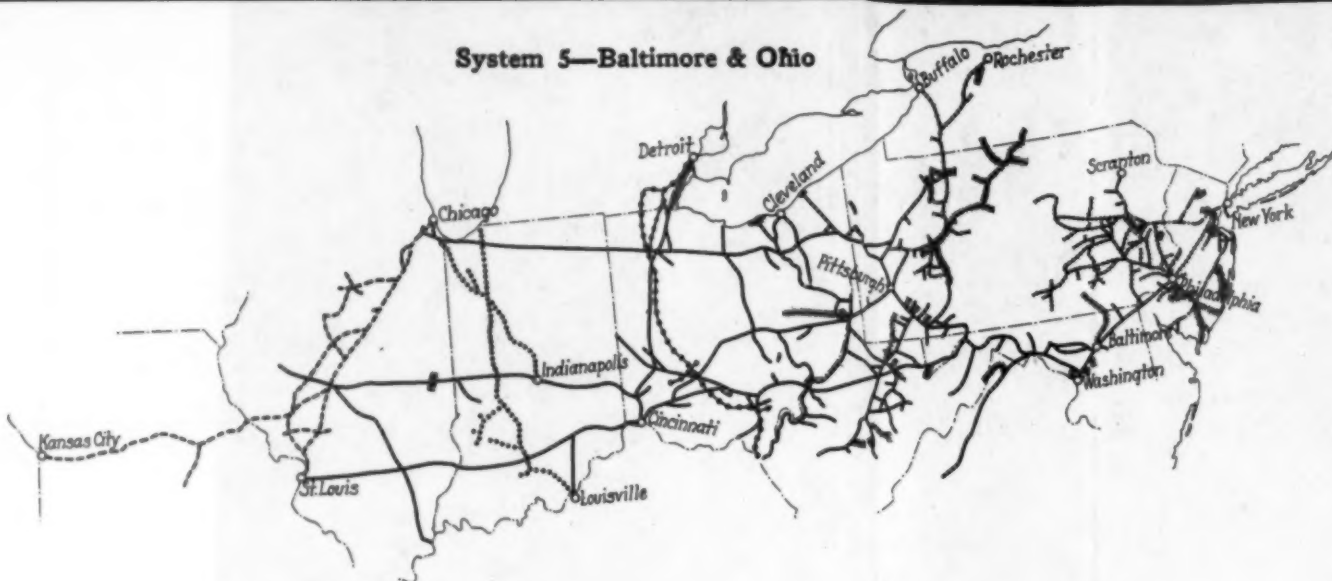 System 5—Baltimore & Ohio
Buffalo
Rochester
Detroit
Cleveland
Scranton
Chicago
New York
Pittsburgh
Philadelphia
Baltimore
Indianapolis
Washington
Cincinnati
Kansas City
St. Louis
Louisville